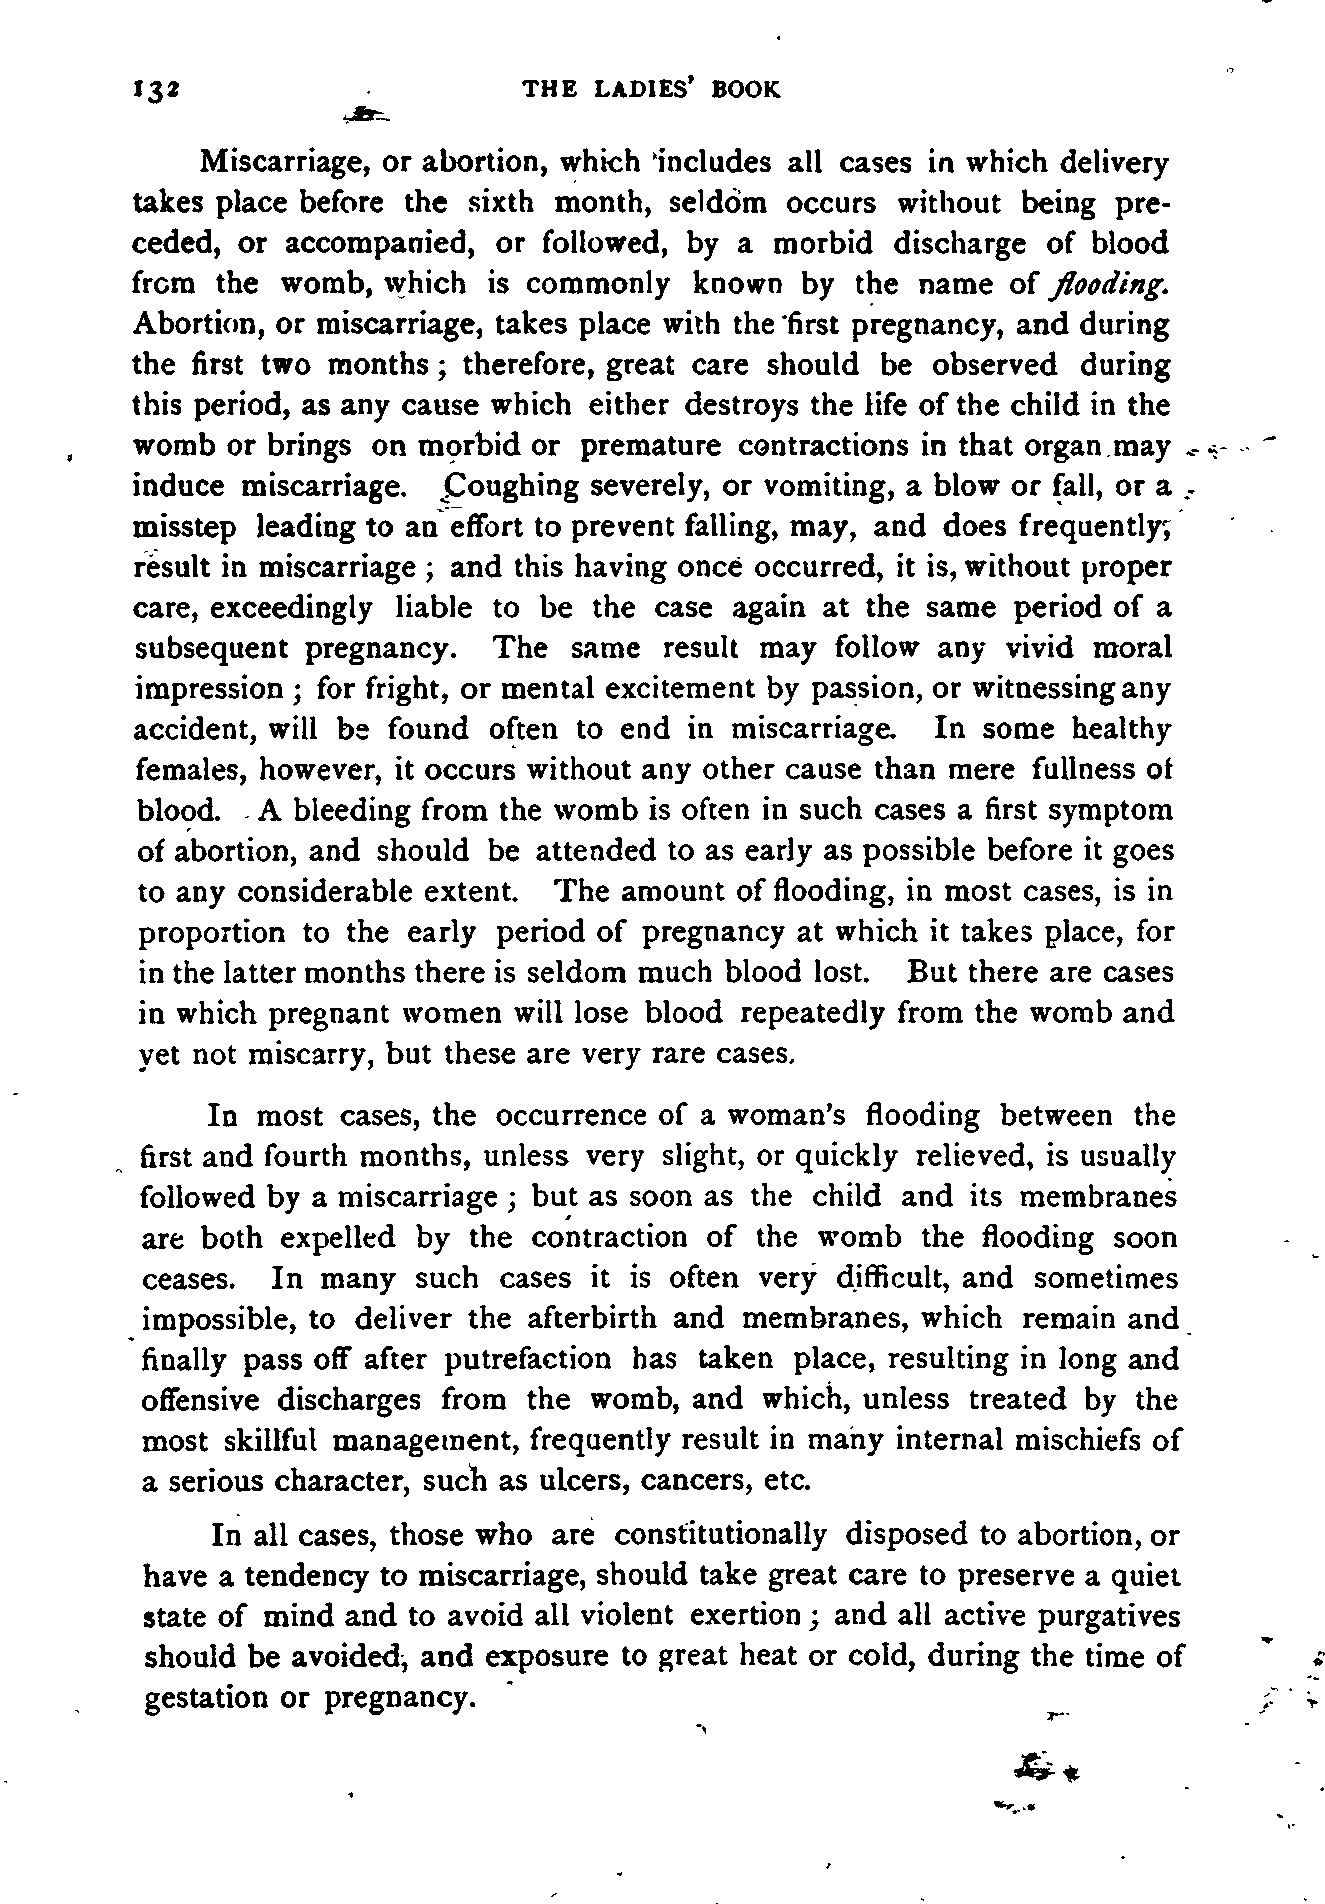 132 THE LADIES' BOOK
Miscarriage, or abortion, which includes all cases in which delivery
takes place before the sixth month, seldom occurs without being pre-
ceded, or accompanied, or followed, by a morbid discharge of blood
from the womb, which is commonly known by the name of flooding.
Abortion, or miscarriage, takes place with the first pregnancy, and during
the first two months ; therefore, great care should be observed during
this period, as any cause which either destroys the life of the child in the
womb or brings on morbid or premature contractions in that organ may
induce miscarriage. Coughing severely, or vomiting, a blow or fall, or a
misstep leading to an effort to prevent falling, may, and does frequently,
result in miscarriage ; and this having once occurred, it is, without proper
care, exceedingly liable to be the case again at the same period of a
subsequent pregnancy. The same result may follow any vivid moral
impression ; for fright, or mental excitement by passion, or witnessing any
accident, will be found often to end in miscarriage. In some healthy
females, however, it occurs without any other cause than mere fullness of
blood. A bleeding from the womb is often in such cases a first symptom
of abortion, and should be attended to as early as possible before it goes
to any considerable extent. The amount of flooding, in most cases, is in
proportion to the early period of pregnancy at which it takes place, for
in the latter months there is seldom much blood lost. But there are cases
in which pregnant women will lose blood repeatedly from the womb and
yet not miscarry, but these are very rare cases.
In most cases, the occurrence of a woman's flooding between the
first and fourth months, unless very slight, or quickly relieved, is usually
followed by a miscarriage ; but as soon as the child and its membranes
are both expelled by the contraction of the womb the flooding soon
ceases. In many such cases it is often very difficult, and sometimes
impossible, to deliver the afterbirth and membranes, which remain and
finally pass off after putrefaction has taken place, resulting in long and
offensive discharges from the womb, and which, unless treated by the
most skillful management, frequently result in many internal mischiefs of
a serious character, such as ulcers, cancers, etc.
In all cases, those who are constitutionally disposed to abortion, or
have a tendency to miscarriage, should take great care to preserve a quiet
state of mind and to avoid all violent exertion ; and all active purgatives
should be avoided, and exposure to great heat or cold, during the time of
gestation or pregnancy.